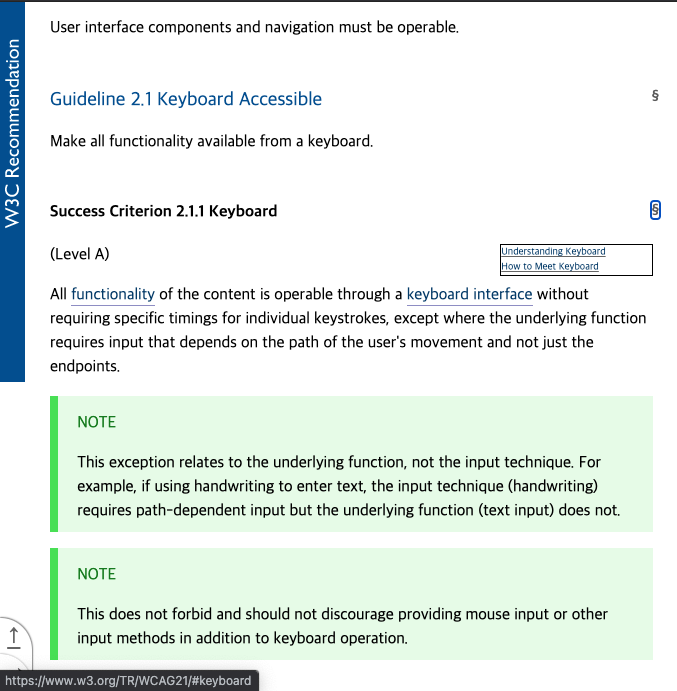 W3C Recommendation
User interface components and navigation must be operable.
Guideline 2.1 Keyboard Accessible
§
Make all functionality available from a keyboard.
Success Criterion 2.1.1 Keyboard
§
(Level A)
Understanding Keyboard
How to Meet Keyboard
All functionality of the content is operable through a keyboard interface without
requiring specific timings for individual keystrokes, except where the underlying function
requires input that depends on the path of the user's movement and not just the
endpoints.
NOTE
This exception relates to the underlying function, not the input technique. For
example, if using handwriting to enter text, the input technique (handwriting)
requires path-dependent input but the underlying function (text input) does not.
NOTE
This does not forbid and should not discourage providing mouse input or other
input methods in addition to keyboard operation.
↑
https://www.w3.org/TR/WCAG21/#keyboard